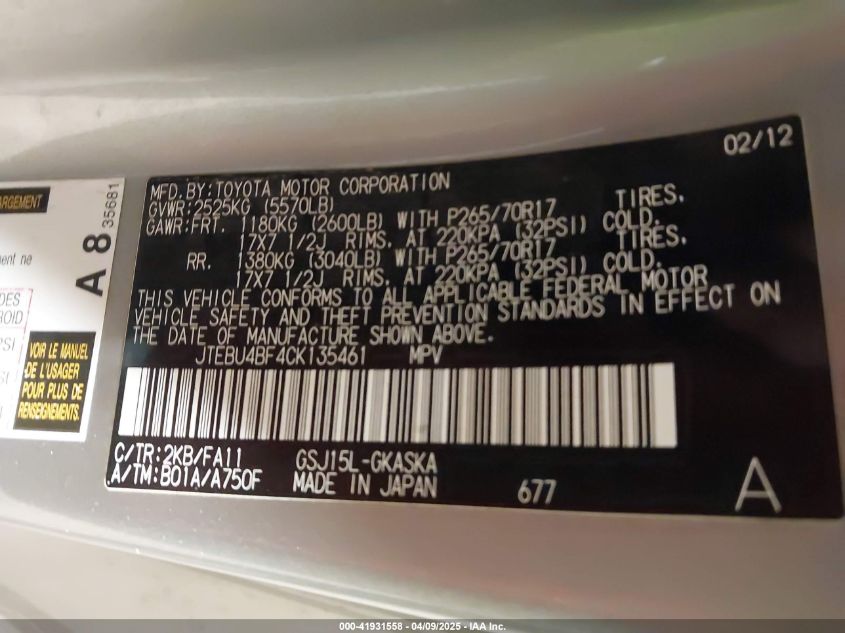 02/12
MFD. BY: TOYOTA MOTOR CORPORATION
GVWR: 2525KG (5570LB)
GAWR: FRT. 1180KG (2600LB) WITH P265/70R17 TIRES,
17X7 1/2J RIMS, AT 220KPA (32PSI) COLD.
RR. 1380KG (3040LB) WITH P265/70R17 TIRES,
17X7 1/2J RIMS, AT 220KPA (32PSI) COLD.
THIS VEHICLE CONFORMS TO ALL APPLICABLE FEDERAL MOTOR
VEHICLE SAFETY AND THEFT PREVENTION STANDARDS IN EFFECT ON
THE DATE OF MANUFACTURE SHOWN ABOVE.
JTEBU4BF4CK135461 MPV
C/TR: 2KB/FA11 GSJ15L-GKASKA
A/TM: B01A/A750F MADE IN JAPAN 677
A
A 8 35681
VOIR LE MANUEL
DE L'USAGER
POUR PLUS DE
RENSEIGNEMENTS.
000-41931558 - 04/09/2025 - IAA Inc.